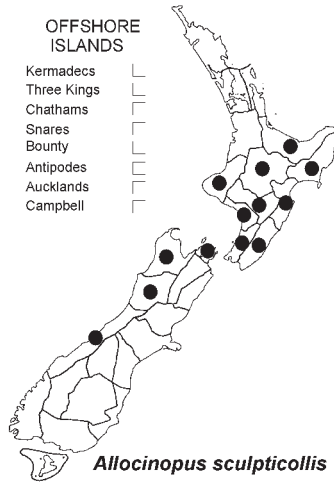 OFFSHORE
ISLANDS
Kermadecs
Three Kings
Chathams
Snares
Bounty
Antipodes
Aucklands
Campbell
Allocinopus sculpticollis